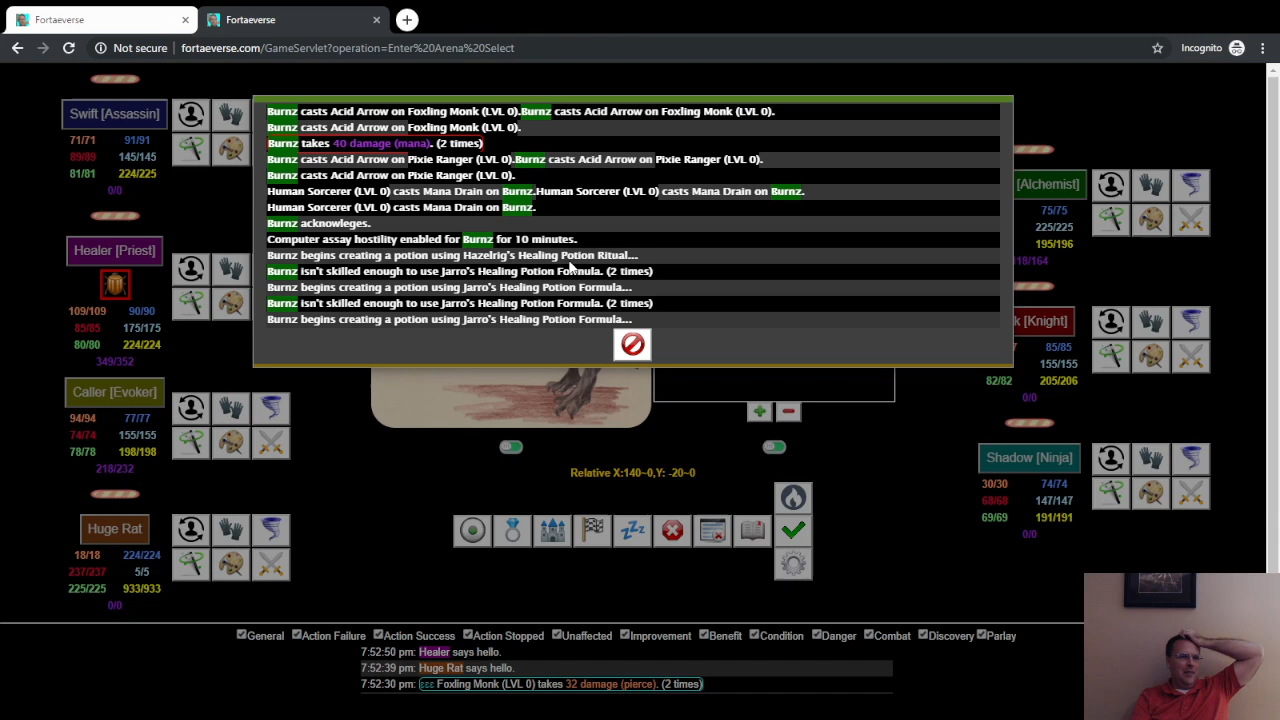 Fortaeverse
Fortaeverse
Not secure
fortaeverse.com/GameServlet?operation=Enter%20Arena%20Select
Incognito
Swift [Assassin]
71/71 91/91
89/89 145/145
81/81 224/225
0/0
Healer [Priest]
109/109 90/90
85/85 175/175
80/80 224/224
349/352
Caller [Evoker]
94/94 77/77
74/74 155/155
78/78 198/198
218/232
Huge Rat
18/18 224/224
237/237 5/5
225/225 933/933
0/0
Burnz casts Acid Arrow on Foxling Monk (LVL 0).Burnz casts Acid Arrow on Foxling Monk (LVL 0).
Burnz casts Acid Arrow on Foxling Monk (LVL 0).
Burnz takes 40 damage (mana). (2 times)
Burnz casts Acid Arrow on Pixie Ranger (LVL 0).Burnz casts Acid Arrow on Pixie Ranger (LVL 0).
Burnz casts Acid Arrow on Pixie Ranger (LVL 0).
Human Sorcerer (LVL 0) casts Mana Drain on Burnz.Human Sorcerer (LVL 0) casts Mana Drain on Burnz.
Human Sorcerer (LVL 0) casts Mana Drain on Burnz.
Burnz acknowleges.
Computer assay hostility enabled for Burnz for 10 minutes.
Burnz begins creating a potion using Hazelrig's Healing Potion Ritual...
Burnz isn't skilled enough to use Jarro's Healing Potion Formula. (2 times)
Burnz begins creating a potion using Jarro's Healing Potion Formula...
Burnz isn't skilled enough to use Jarro's Healing Potion Formula. (2 times)
Burnz begins creating a potion using Jarro's Healing Potion Formula...
Relative X:140~0,Y: -20~0
zzz
[Alchemist]
75/75
225/225
195/196
118/164
k [Knight]
7 85/85
155/155
82/82 205/206
0/0
Shadow [Ninja]
30/30 74/74
68/68 147/147
69/69 191/191
0/0
General Action Failure Action Success Action Stopped Unaffected Improvement Benefit Condition Danger Combat Discovery Parlay
7:52:50 pm: Healer says hello.
7:52:39 pm: Huge Rat says hello.
7:52:30 pm: εεε Foxling Monk (LVL 0) takes 32 damage (pierce). (2 times)